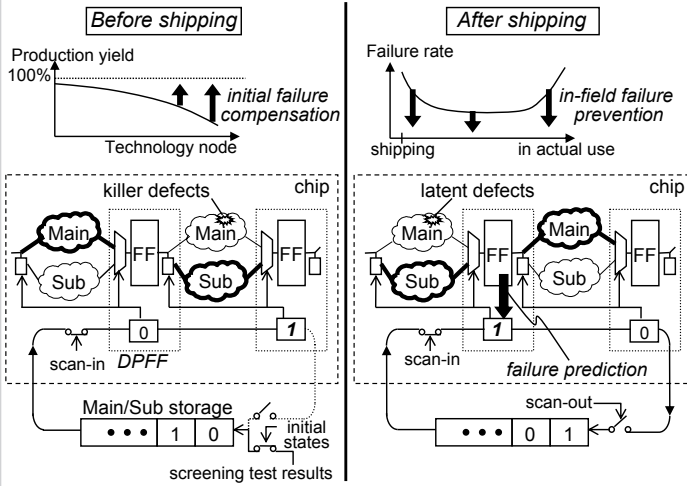 Before shipping
Production yield
100%
initial failure
compensation
Technology node
killer defects
chip
Main
FF
Main
FF
Sub
Sub
0
1
scan-in
DPFF
Main/Sub storage
initial
states
• • •
1
0
screening test results
After shipping
Failure rate
in-field failure
prevention
shipping
in actual use
latent defects
chip
Main
FF
Main
FF
Sub
Sub
1
0
scan-in
failure prediction
scan-out
• • •
0
1